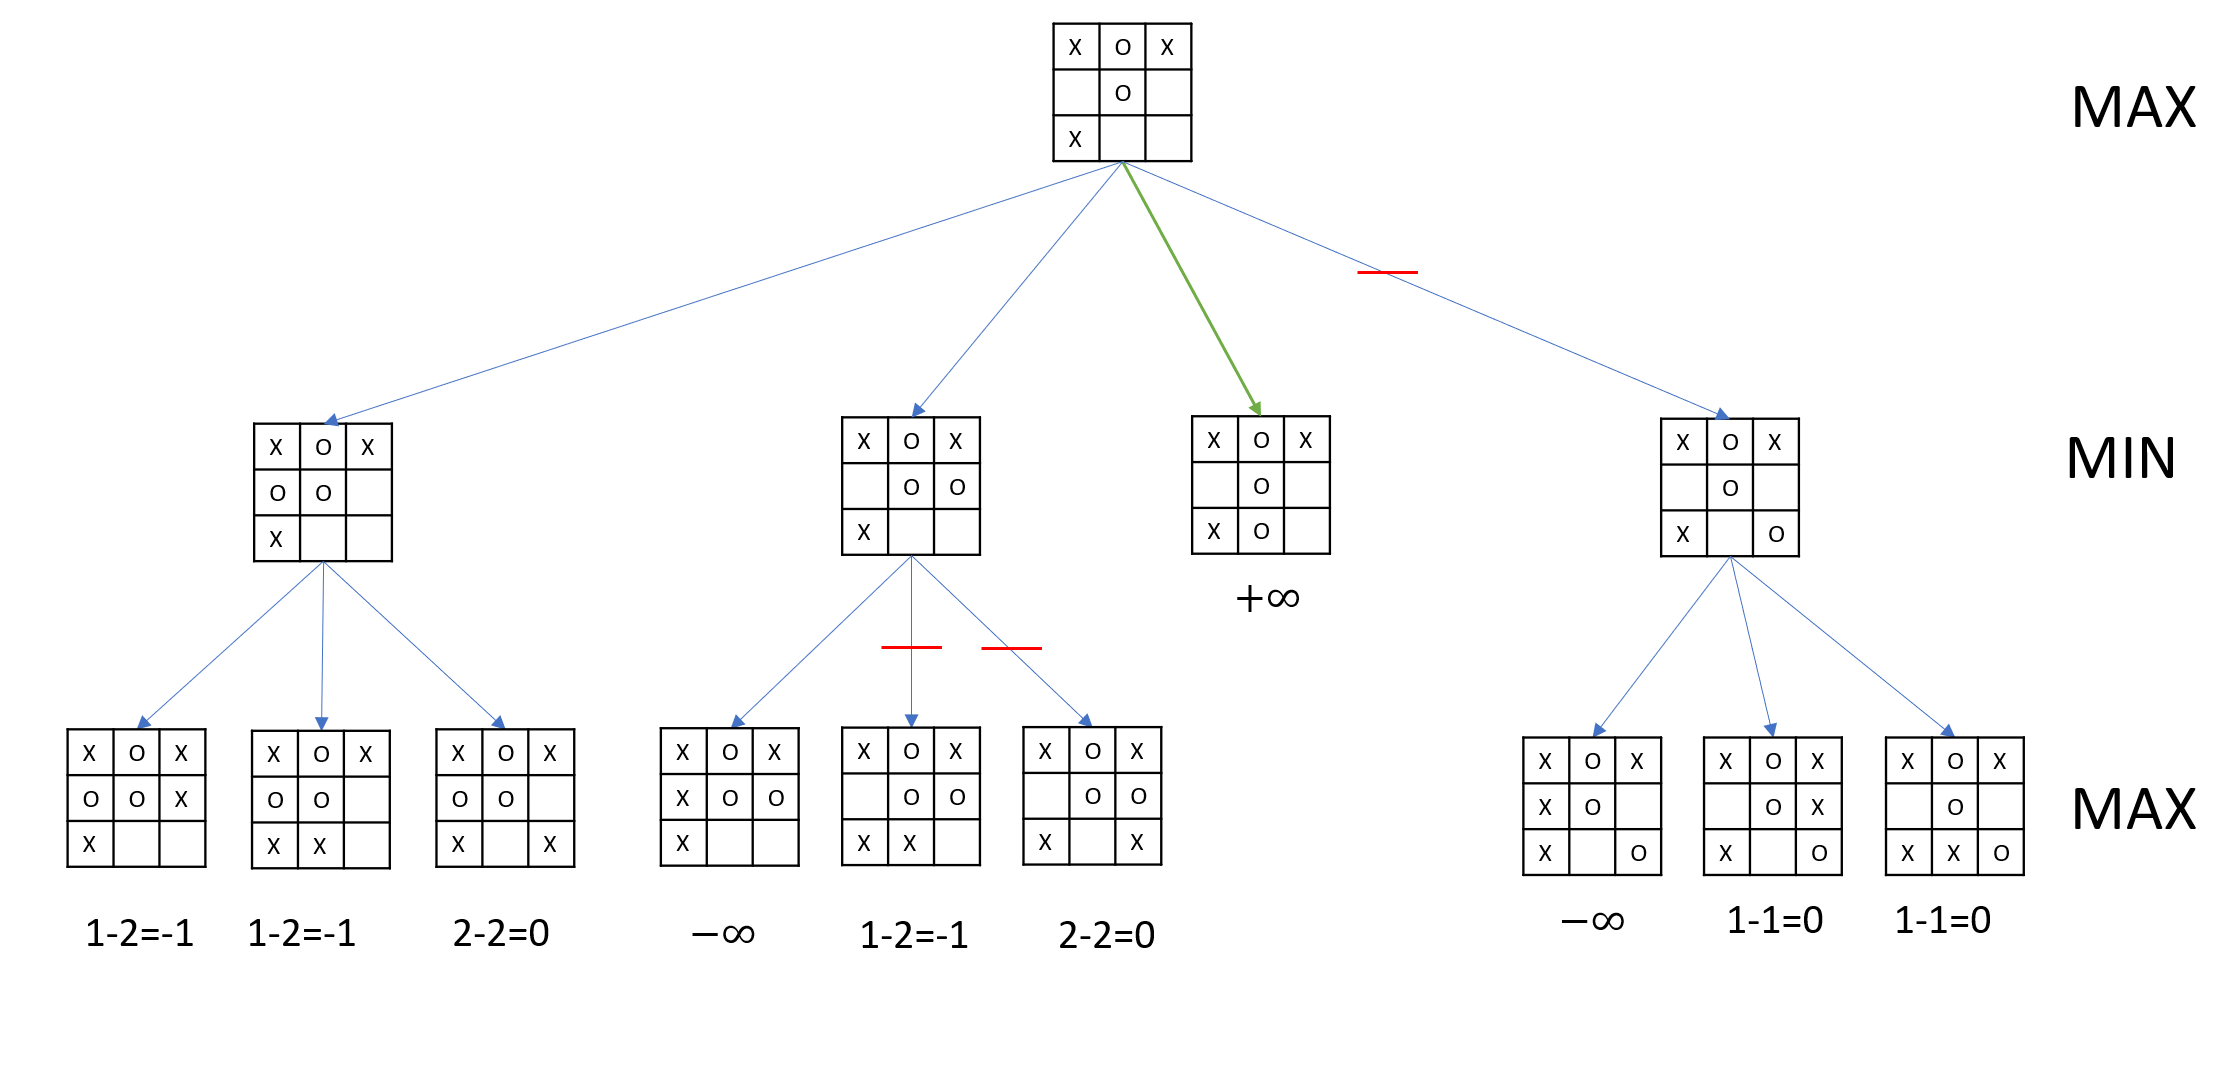 X O X
O
X
MAX
X O X
O O
X
X O X
O O
X
X O X
O
X O
+∞
X O X
O
X O
MIN
X O X
O O X
X
X O X
O O
X X
X O X
O O
X X
X O X
X O O
X
X O X
O O
X X
X O X
O O
X X
X O X
X O
X O
X O X
O X
X O
X O X
O
X X O
MAX
1-2=-1
1-2=-1
2-2=0
−∞
1-2=-1
2-2=0
−∞
1-1=0
1-1=0